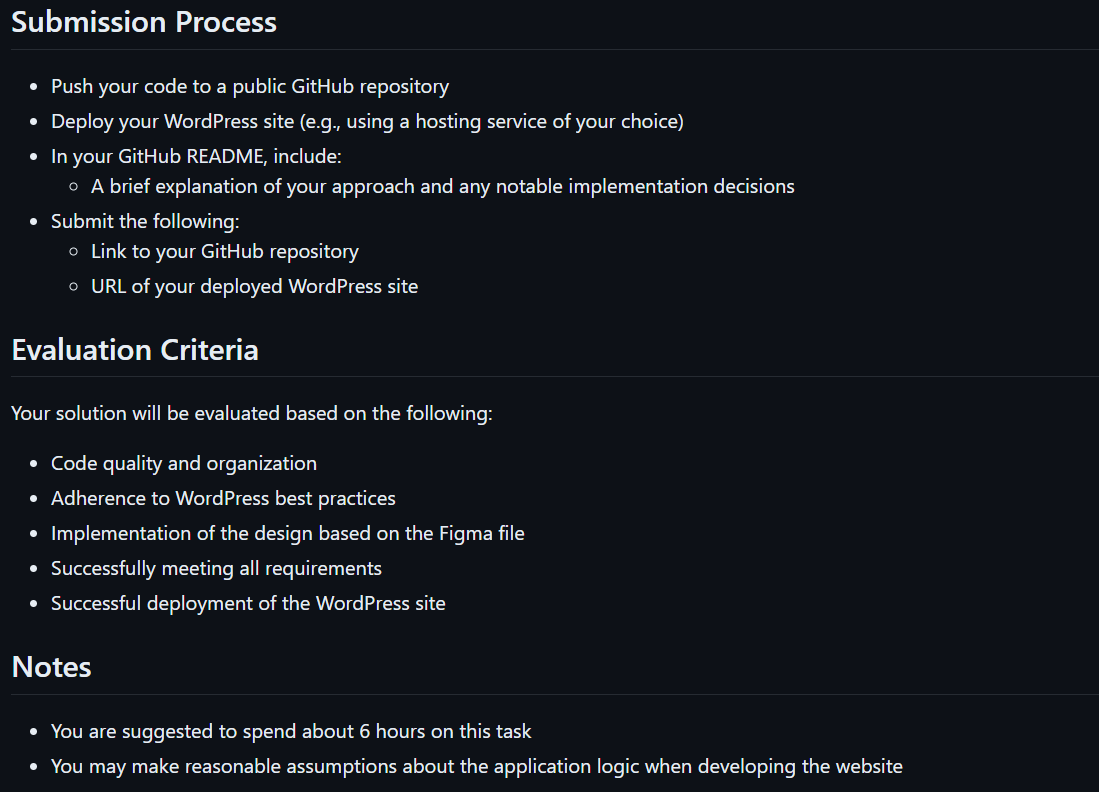 Submission Process
Push your code to a public GitHub repository
Deploy your WordPress site (e.g., using a hosting service of your choice)
In your GitHub README, include:
A brief explanation of your approach and any notable implementation decisions
Submit the following:
Link to your GitHub repository
URL of your deployed WordPress site
Evaluation Criteria
Your solution will be evaluated based on the following:
Code quality and organization
Adherence to WordPress best practices
Implementation of the design based on the Figma file
Successfully meeting all requirements
Successful deployment of the WordPress site
Notes
You are suggested to spend about 6 hours on this task
You may make reasonable assumptions about the application logic when developing the website